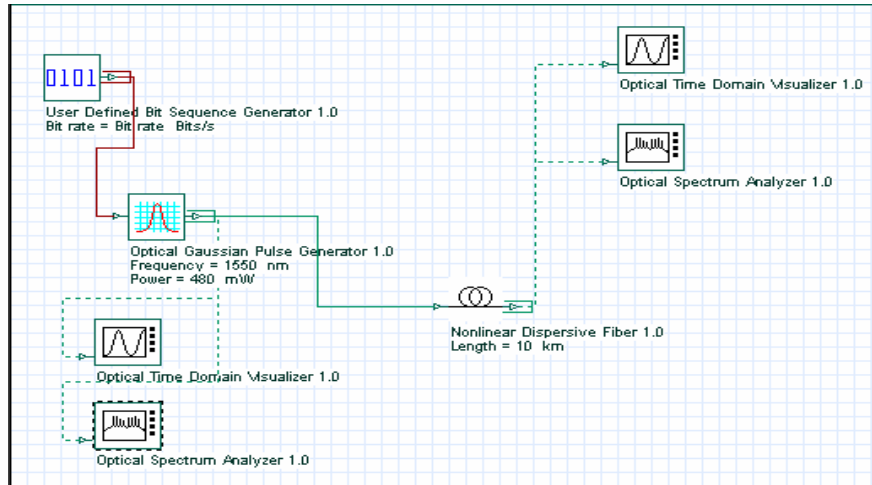 0101
User Defined Bit Sequence Generator 1.0
Bit rate = Bit rate Bits/s
Optical Gaussian Pulse Generator 1.0
Frequency = 1550 nm
Power = 480 mW
Optical Time Domain Visualizer 1.0
Optical Spectrum Analyzer 1.0
Nonlinear Dispersive Fiber 1.0
Length = 10 km
Optical Time Domain Visualizer 1.0
Optical Spectrum Analyzer 1.0